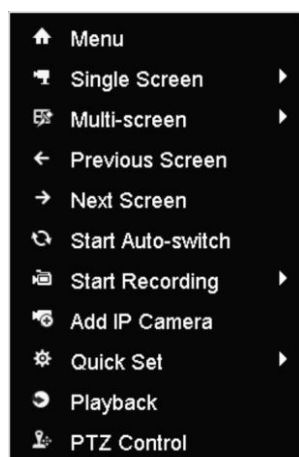 Menu
Single Screen
Multi-screen
Previous Screen
Next Screen
Start Auto-switch
Start Recording
Add IP Camera
Quick Set
Playback
PTZ Control